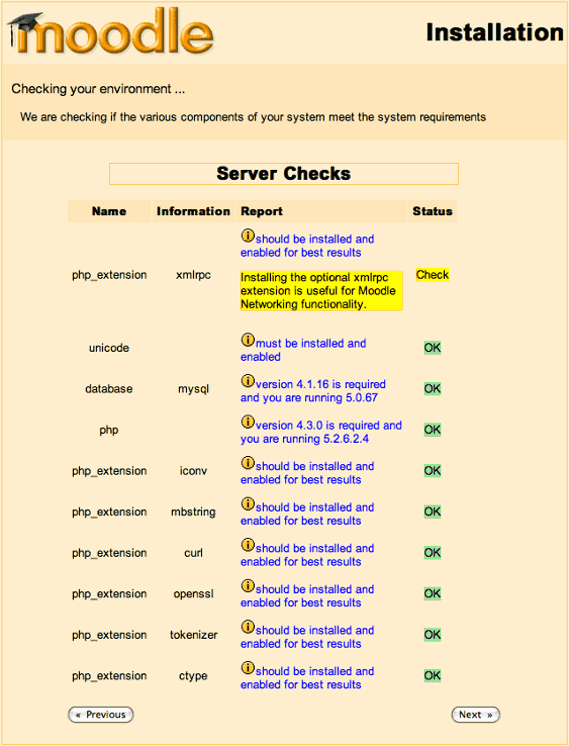 moodle
Installation
Checking your environment ...
We are checking if the various components of your system meet the system requirements
Server Checks
Name Information Report Status
should be installed and
enabled for best results
php_extension xmlrpc Check
Installing the optional xmlrpc
extension is useful for Moodle
Networking functionality.
unicode must be installed and
enabled OK
database mysql version 4.1.16 is required
and you are running 5.0.67 OK
php version 4.3.0 is required and
you are running 5.2.6.2.4 OK
php_extension iconv should be installed and
enabled for best results OK
php_extension mbstring should be installed and
enabled for best results OK
php_extension curl should be installed and
enabled for best results OK
php_extension openssl should be installed and
enabled for best results OK
php_extension tokenizer should be installed and
enabled for best results OK
php_extension ctype should be installed and
enabled for best results OK
« Previous Next »